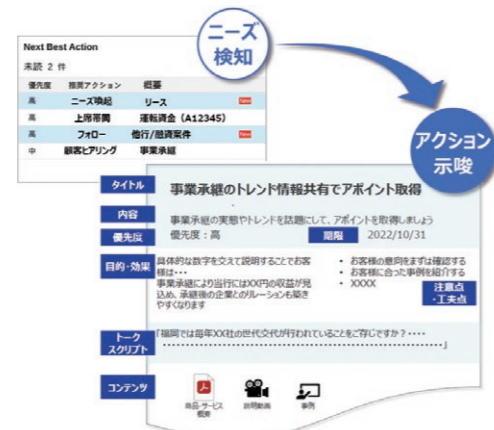 ニーズ
検知
Next Best Action
未読 2 件
優先度 推奨アクション 概要
高 ニーズ喚起 リース New
高 上席帯同 運転資金（A12345）
高 フォロー 他行/融資案件 New
中 顧客ヒアリング 事業承継
アクション
示唆
タイトル 事業承継のトレンド情報共有でアポイント取得
内容 事業承継の実態やトレンドを話題にして、アポイントを取得しましょう
優先度 優先度：高 期限 2022/10/31
目的・効果
具体的な数字を交えて説明することでお客
様は・・・
事業承継により当行にはXX円の収益が見
込め、承継後の企業とのリレーションも築き
やすくなります
• お客様の意向をまずは確認する
• お客様に合った事例を紹介する
• XXXX
注意点
・工夫点
トーク
スクリプト
「福岡では毎年XX社の世代交代が行われていることをご存じですか？・・・・
・・・・・・・・・・・・・・・・・・・・・・・・・・・・・・・・・・・・・・・・」
コンテンツ
商品・サービス
概要
説明動画
事例